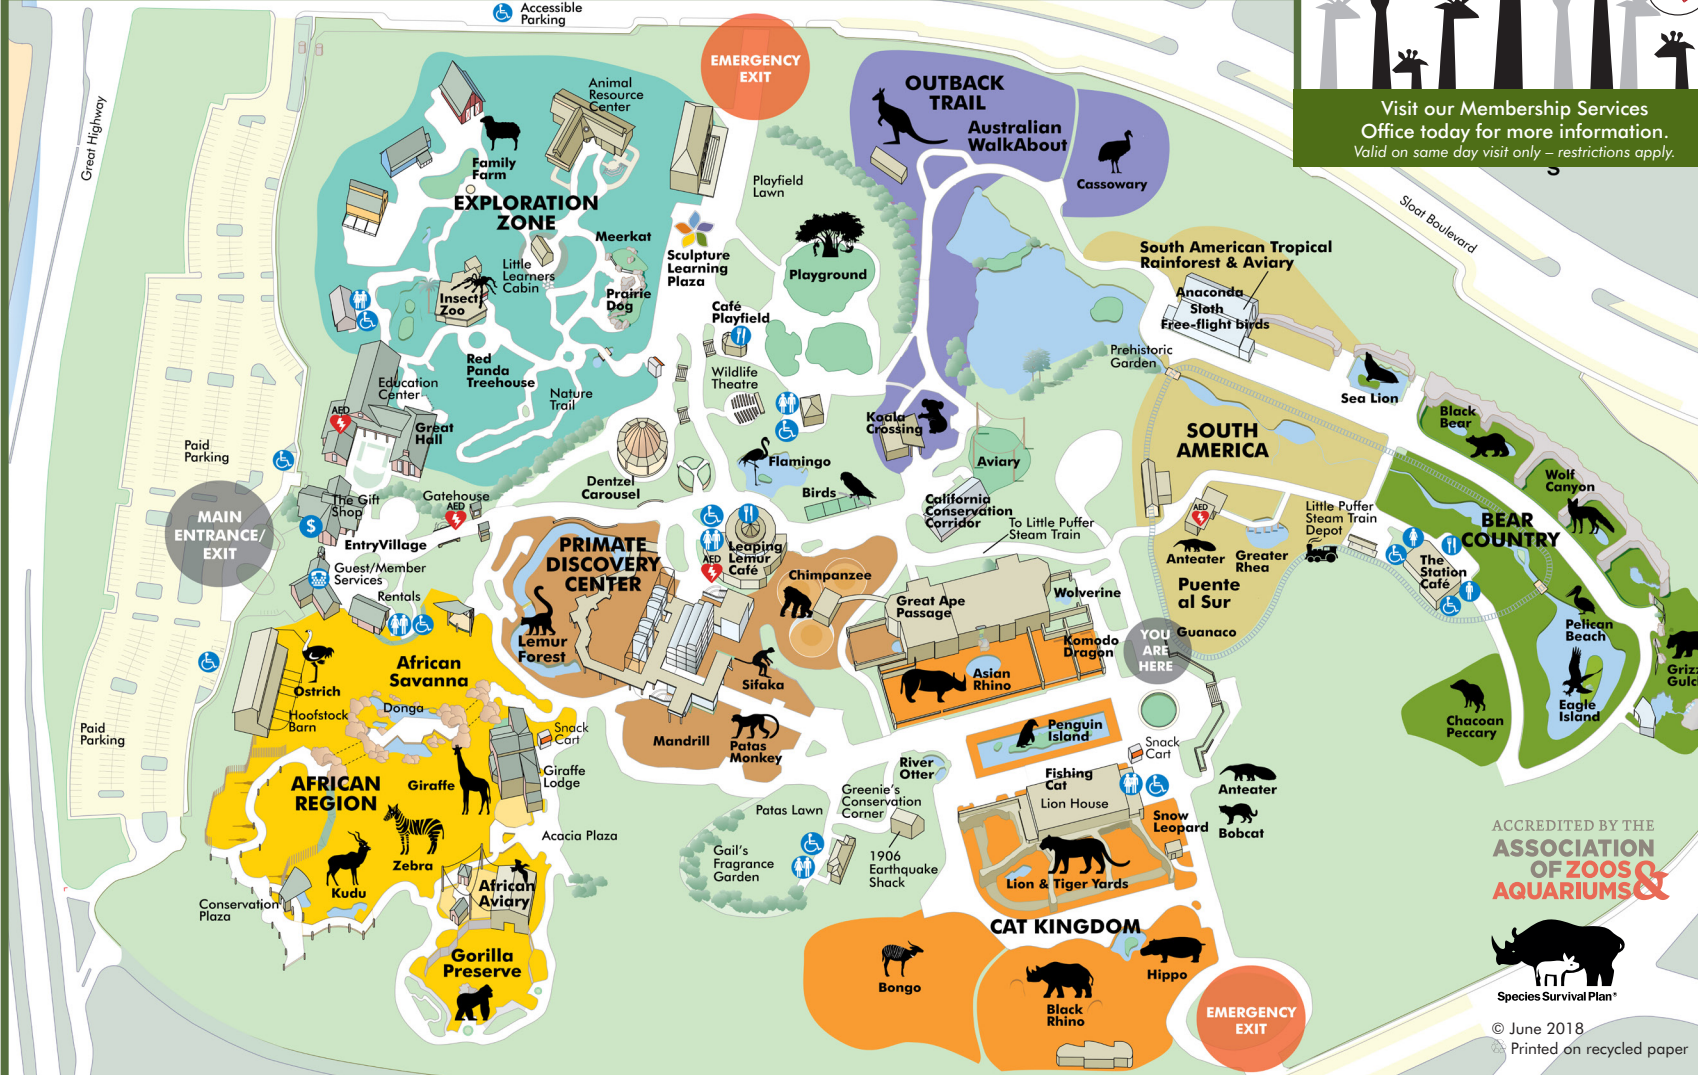 Accessible
Parking
EMERGENCY
EXIT
Visit our Membership Services
Office today for more information.
Valid on same day visit only – restrictions apply.
S
Great Highway
Sloat Boulevard
Animal
Resource
Center
Family
Farm
EXPLORATION
ZONE
Meerkat
Little
Learners
Cabin
Insect
Zoo
Prairie
Dog
Red
Panda
Treehouse
Nature
Trail
Education
Center
AED
Great
Hall
Playfield
Lawn
Sculpture
Learning
Plaza
Playground
Café
Playfield
Wildlife
Theatre
OUTBACK
TRAIL
Australian
WalkAbout
Cassowary
Koala
Crossing
South American Tropical
Rainforest & Aviary
Anaconda
Sloth
Free-flight birds
Prehistoric
Garden
Sea Lion
SOUTH
AMERICA
Black
Bear
Wolf
Canyon
BEAR
COUNTRY
Paid
Parking
MAIN
ENTRANCE/
EXIT
The Gift
Shop
$
Gatehouse
AED
EntryVillage
Guest/Member
Services
Rentals
Dentzel
Carousel
Flamingo
Birds
Aviary
California
Conservation
Corridor
To Little Puffer
Steam Train
AED
Anteater
Greater
Rhea
Puente
al Sur
Guanaco
Little Puffer
Steam Train
Depot
The
Station
Café
Pelican
Beach
Eagle
Island
Grizz
Gulch
Chacoan
Peccary
PRIMATE
DISCOVERY
CENTER
Lemur
Forest
AED
Leaping
Lemur
Café
Chimpanzee
Sifaka
Mandrill
Patas
Monkey
Great Ape
Passage
Wolverine
Komodo
Dragon
Asian
Rhino
YOU
ARE
HERE
Penguin
Island
Snack
Cart
Anteater
Bobcat
African
Savanna
Ostrich
Hoofstock
Barn
Donga
Snack
Cart
Giraffe
Lodge
Giraffe
AFRICAN
REGION
Zebra
Kudu
Acacia Plaza
African
Aviary
Conservation
Plaza
Gorilla
Preserve
Paid
Parking
River
Otter
Greenie's
Conservation
Corner
Patas Lawn
Gail's
Fragrance
Garden
1906
Earthquake
Shack
Fishing
Cat
Lion House
Snow
Leopard
Lion & Tiger Yards
CAT KINGDOM
Bongo
Black
Rhino
Hippo
EMERGENCY
EXIT
ACCREDITED BY THE
ASSOCIATION
OF ZOOS
AQUARIUMS &
Species Survival Plan®
© June 2018
Printed on recycled paper